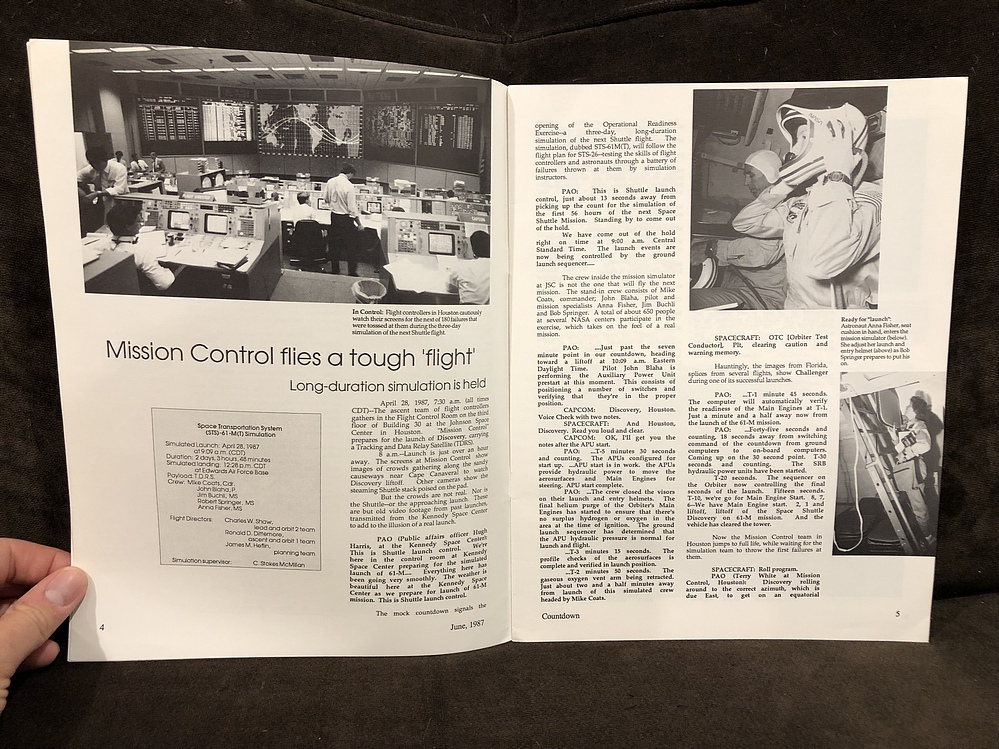 In Control: Flight controllers in Houston cautiously
watch their screens for the next of 180 failures that
were tossed at them during the three-day
simulation of the next Shuttle flight.
Mission Control flies a tough 'flight'
Long-duration simulation is held
Space Transportation System
(STS)-61-M(T) Simulation
Simulated Launch: April 28, 1987
at 9:09 a.m. (CDT)
Duration: 2 days, 3 hours, 48 minutes
Simulated landing: 12:28 p.m. CDT
at Edwards Air Force Base
Payload: T.D.R.S.
Crew: Mike Coats, Cdr.
John Blaha, P
Jim Buchli, MS
Robert Springer, MS
Anna Fisher, MS
Flight Directors: Charles W. Shaw,
lead and orbit 2 team
Ronald D. Dittemore,
ascent and orbit 1 team
James M. Heflin,
planning team
Simulation supervisor: C. Stokes McMillan
April 28, 1987, 7:30 a.m. (all times
CDT)--The ascent team of flight controllers
gathers in the Flight Control Room on the third
floor of Building 30 at the Johnson Space
Center in Houston. "Mission Control"
prepares for the launch of Discovery, carrying
a Tracking and Data Relay Satellite (TDRS).
8 a.m.--Launch is just over an hour
away. The screens at Mission Control show
images of crowds gathering along the sandy
causeways near Cape Canaveral to watch
Discovery liftoff. Other cameras show the
steaming Shuttle stack poised on the pad.
But the crowds are not real. Nor is
the Shuttle--or the approaching launch. These
are but old video footage from past launches,
transmitted from the Kennedy Space Center
to add to the illusion of a real launch.
PAO (Public affairs officer Hugh
Harris, at the Kennedy Space Center):
This is Shuttle launch control. We're
here in the control room at Kennedy
Space Center preparing for the simulated
launch of 61-M.... Everything here has
been going very smoothly. The weather is
beautiful here at the Kennedy Space
Center as we prepare for launch of 61-M
mission. This is Shuttle launch control.
The mock countdown signals the
4
June, 1987
opening of the Operational Readiness
Exercise--a three-day, long-duration
simulation of the next Shuttle flight. The
simulation, dubbed STS-61M(T), will follow the
flight plan for STS-26--testing the skills of flight
controllers and astronauts through a battery of
failures thrown at them by simulation
instructors.
PAO: This is Shuttle launch
control, just about 13 seconds away from
picking up the count for the simulation of
the first 56 hours of the next Space
Shuttle Mission. Standing by to come out
of the hold.
We have come out of the hold
right on time at 9:00 a.m. Central
Standard Time. The launch events are
now being controlled by the ground
launch sequencer....
The crew inside the mission simulator
at JSC is not the one that will fly the next
mission. The stand-in crew consists of Mike
Coats, commander; John Blaha, pilot and
mission specialists Anna Fisher, Jim Buchli
and Bob Springer. A total of about 650 people
at several NASA centers participate in the
exercise, which takes on the feel of a real
mission.
PAO: ....Just past the seven
minute point in our countdown, heading
toward a liftoff at 10:09 a.m. Eastern
Daylight Time. Pilot John Blaha is
performing the Auxiliary Power Unit
prestart at this moment. This consists of
positioning a number of switches and
verifying that they're in the proper
position.
CAPCOM: Discovery, Houston.
Voice Check with two notes.
SPACECRAFT: And Houston,
Discovery. Read you loud and clear.
CAPCOM: OK, I'll get you the
notes after the APU start.
PAO: ...T-5 minutes 30 seconds
and counting. The APUs configured for
start up. ...APU start is in work. the APUs
provide hydraulic power to move the
aerosurfaces and Main Engines for
steering. APU start complete.
PAO: ...The crew closed the visors
on their launch and entry helmets. The
final helium purge of the Orbiter's Main
Engines has started to ensure that there's
no surplus hydrogen or oxygen in the
area at the time of ignition. The ground
launch sequencer has determined that
the APU hydraulic pressure is normal for
launch and flight.
...T-3 minutes 15 seconds. The
profile checks of the aerosurfaces is
complete and verified in launch position.
...T-2 minutes 50 seconds. The
gaseous oxygen vent arm being retracted.
Just about two and a half minutes away
from launch of this simulated crew
headed by Mike Coats.
Countdown
SPACECRAFT: OTC [Orbiter Test
Conductor], Plt, clearing caution and
warning memory.
Hauntingly, the images from Florida,
splices from several flights, show Challenger
during one of its successful launches.
PAO: ...T-1 minute 45 seconds.
The computer will automatically verify
the readiness of the Main Engines at T-1.
Just a minute and a half away now from
the launch of the 61-M mission.
PAO: ...Forty-five seconds and
counting, 18 seconds away from switching
command of the countdown from ground
computers to on-board computers.
Coming up on the 30 second point. T-30
seconds and counting. The SRB
hydraulic power units have been started.
T-20 seconds. The sequencer on
the Orbiter now controlling the final
seconds of the launch. Fifteen seconds.
T-10, we're go for Main Engine Start. 8, 7,
6--We have Main Engine start. 2, 1 and
liftoff, liftoff of the Space Shuttle
Discovery on 61-M mission. And the
vehicle has cleared the tower.
Now the Mission Control team in
Houston jumps to full life, while waiting for the
simulation team to throw the first failures at
them.
SPACECRAFT: Roll program.
PAO (Terry White at Mission
Control, Houston): Discovery rolling
around to the correct azimuth, which is
due East, to get on an equatorial
Ready for "launch":
Astronaut Anna Fisher, seat
cushion in hand, enters the
mission simulator (below).
She adjust her launch and
entry helmet (above) as Bob
Springer prepares to put his
on.
5